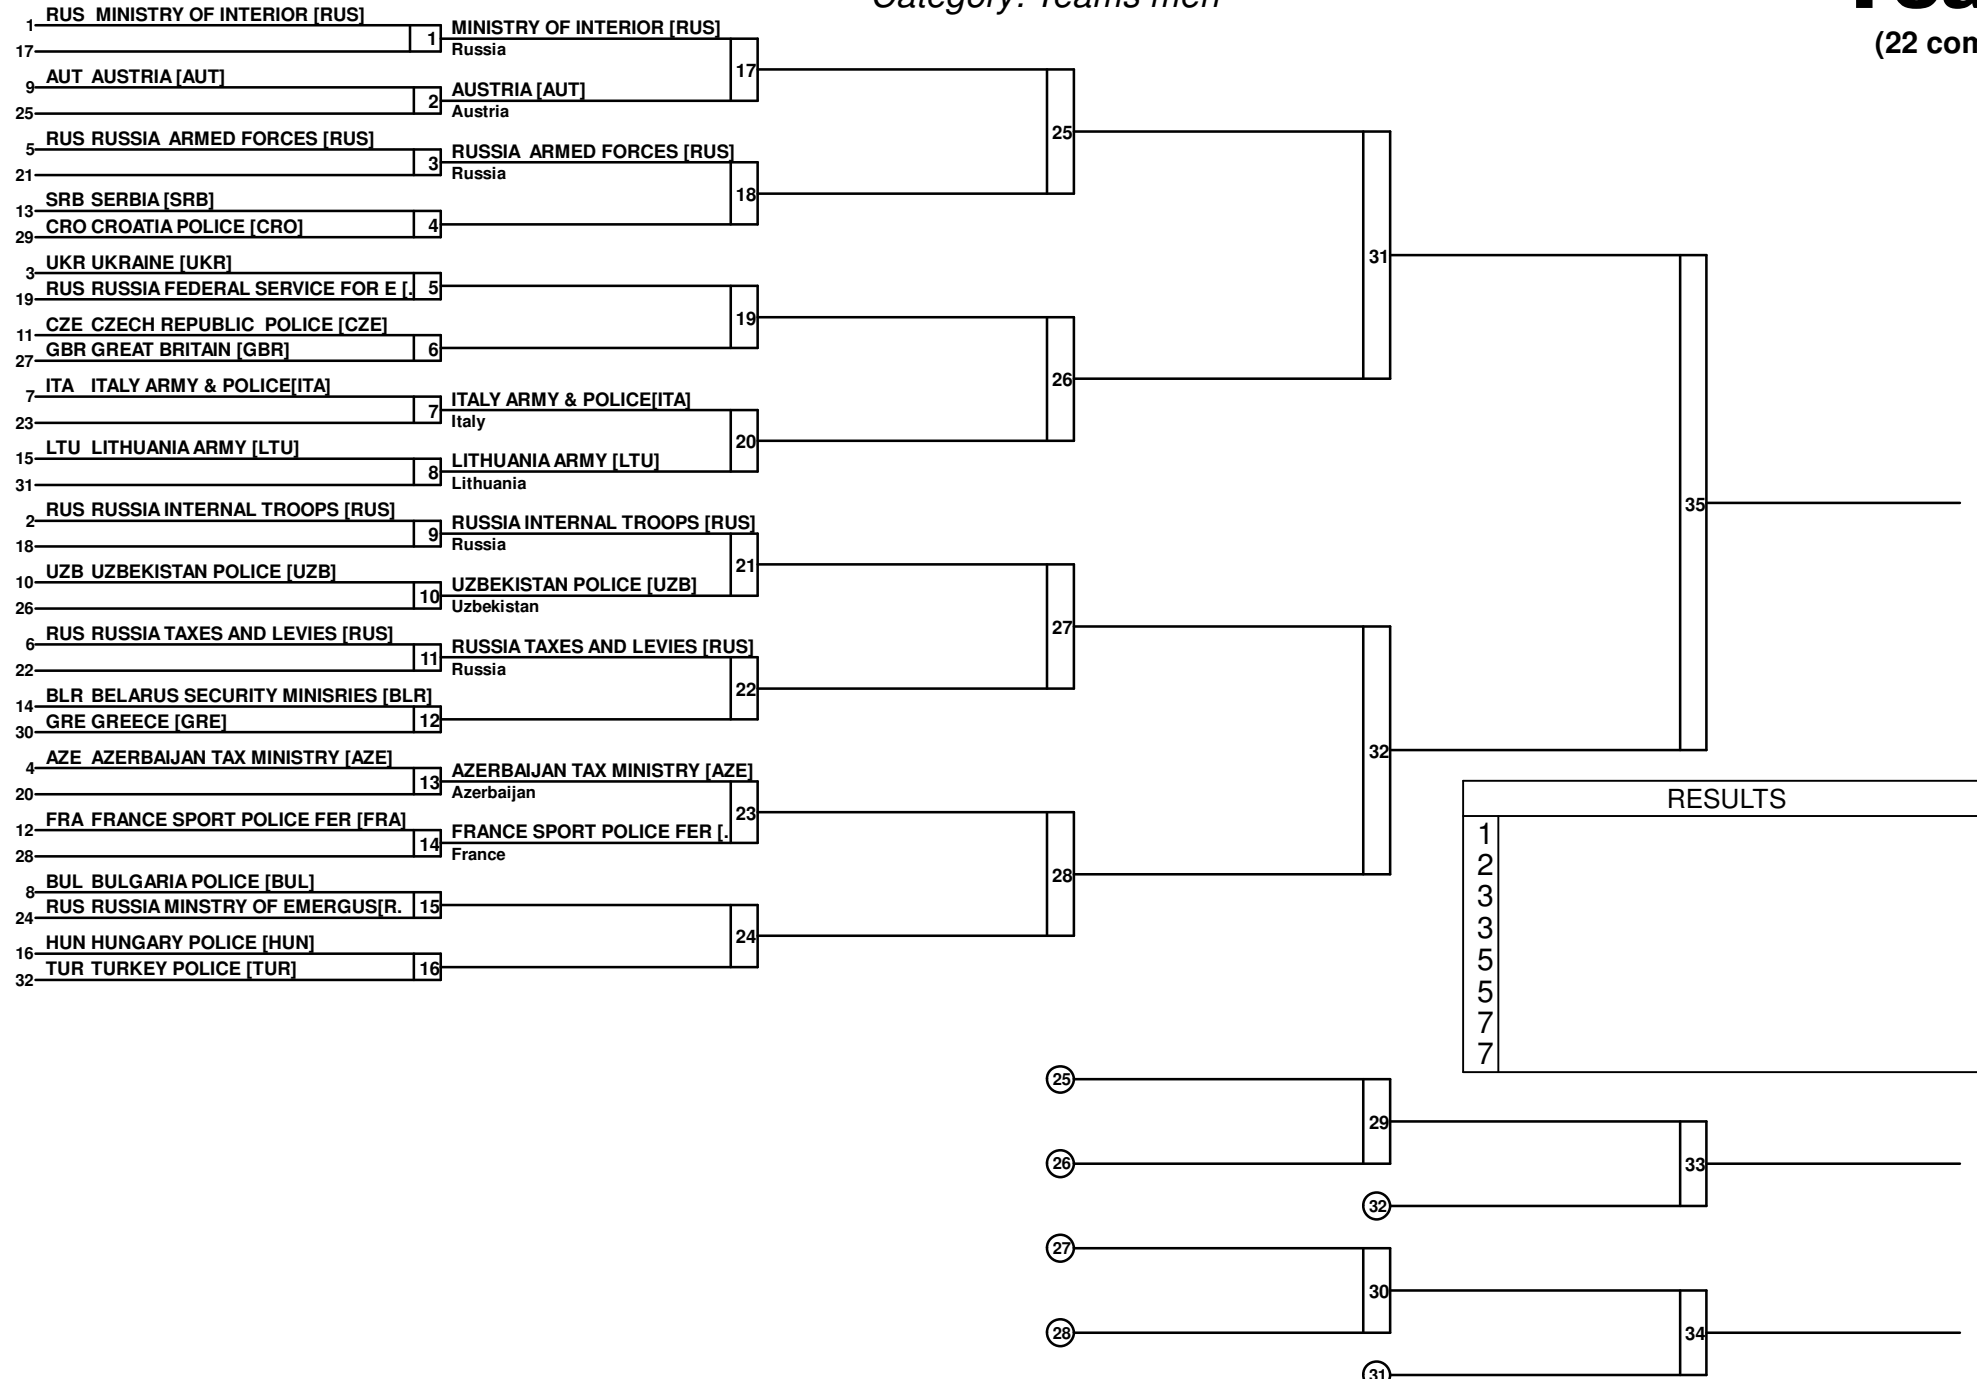 Category: Teams men
(22 com
1 RUS MINISTRY OF INTERIOR [RUS]
17
1 MINISTRY OF INTERIOR [RUS]
Russia
9 AUT AUSTRIA [AUT]
25
2 AUSTRIA [AUT]
Austria
17
5 RUS RUSSIA ARMED FORCES [RUS]
21
3 RUSSIA ARMED FORCES [RUS]
Russia
13 SRB SERBIA [SRB]
29 CRO CROATIA POLICE [CRO]
4
18
25
3 UKR UKRAINE [UKR]
19 RUS RUSSIA FEDERAL SERVICE FOR E [.
5
11 CZE CZECH REPUBLIC POLICE [CZE]
27 GBR GREAT BRITAIN [GBR]
6
19
7 ITA ITALY ARMY & POLICE[ITA]
23
7 ITALY ARMY & POLICE[ITA]
Italy
15 LTU LITHUANIA ARMY [LTU]
31
8 LITHUANIA ARMY [LTU]
Lithuania
20
26
31
2 RUS RUSSIA INTERNAL TROOPS [RUS]
18
9 RUSSIA INTERNAL TROOPS [RUS]
Russia
10 UZB UZBEKISTAN POLICE [UZB]
26
10 UZBEKISTAN POLICE [UZB]
Uzbekistan
21
6 RUS RUSSIA TAXES AND LEVIES [RUS]
22
11 RUSSIA TAXES AND LEVIES [RUS]
Russia
14 BLR BELARUS SECURITY MINISRIES [BLR]
30 GRE GREECE [GRE]
12
22
27
4 AZE AZERBAIJAN TAX MINISTRY [AZE]
20
13 AZERBAIJAN TAX MINISTRY [AZE]
Azerbaijan
12 FRA FRANCE SPORT POLICE FER [FRA]
28
14 FRANCE SPORT POLICE FER [.
France
23
8 BUL BULGARIA POLICE [BUL]
24 RUS RUSSIA MINSTRY OF EMERGUS[R.
15
16 HUN HUNGARY POLICE [HUN]
32 TUR TURKEY POLICE [TUR]
16
24
28
32
35
RESULTS
1
2
3
3
5
5
7
7
25
26
29
32
33
27
28
30
31
34